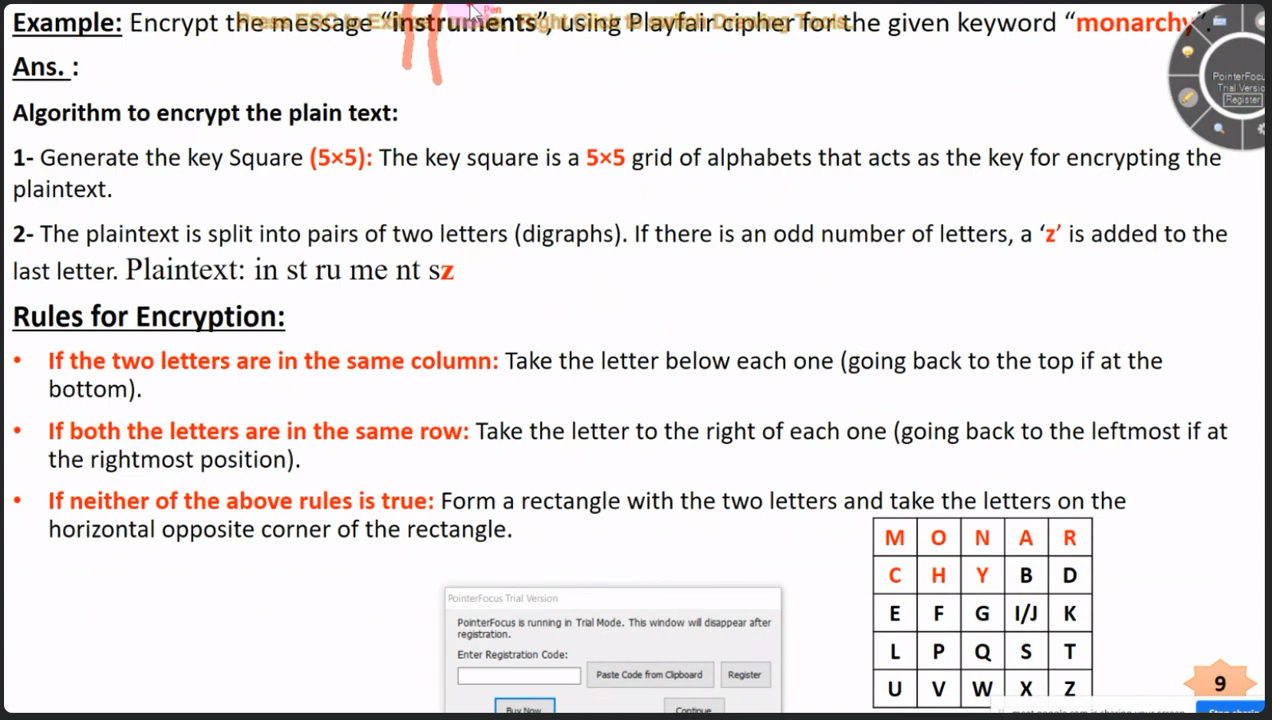 Example: Encrypt the message “instruments”, using Playfair cipher for the given keyword “monarchy”.
Pen
Ans. :
PointerFocus
Trial Versio
Register
Algorithm to encrypt the plain text:
1- Generate the key Square (5×5): The key square is a 5×5 grid of alphabets that acts as the key for encrypting the
plaintext.
2- The plaintext is split into pairs of two letters (digraphs). If there is an odd number of letters, a ‘z’ is added to the
last letter. Plaintext: in st ru me nt sz
Rules for Encryption:
• If the two letters are in the same column: Take the letter below each one (going back to the top if at the
bottom).
• If both the letters are in the same row: Take the letter to the right of each one (going back to the leftmost if at
the rightmost position).
• If neither of the above rules is true: Form a rectangle with the two letters and take the letters on the
horizontal opposite corner of the rectangle.
M O N A R
C H Y B D
E F G I/J K
L P Q S T
U V W X Z
PointerFocus Trial Version
PointerFocus is running in Trial Mode. This window will disappear after
registration.
Enter Registration Code:
Paste Code from Clipboard Register
Buy Now Continue
9